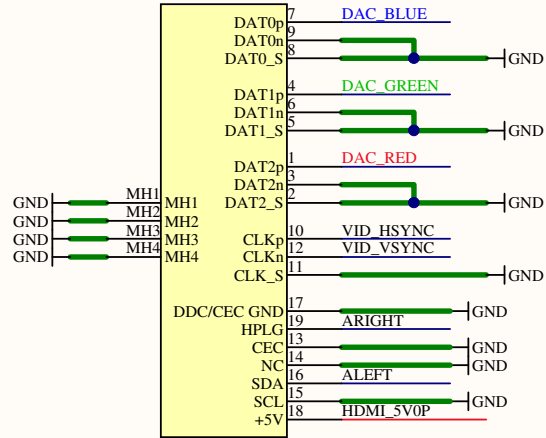 DAT0p 7 DAC_BLUE
DAT0n 9
DAT0_S 8 GND
DAT1p 4 DAC_GREEN
DAT1n 6
DAT1_S 5 GND
DAT2p 1 DAC_RED
DAT2n 3
GND MH1 MH1 DAT2_S 2 GND
GND MH2 MH2
GND MH3 MH3 CLKp 10 VID_HSYNC
GND MH4 MH4 CLKn 12 VID_VSYNC
CLK_S 11 GND
DDC/CEC GND 17 GND
HPLG 19 ARIGHT
CEC 13 GND
NC 14 GND
SDA 16 ALEFT
SCL 15 GND
+5V 18 HDMI_5V0P